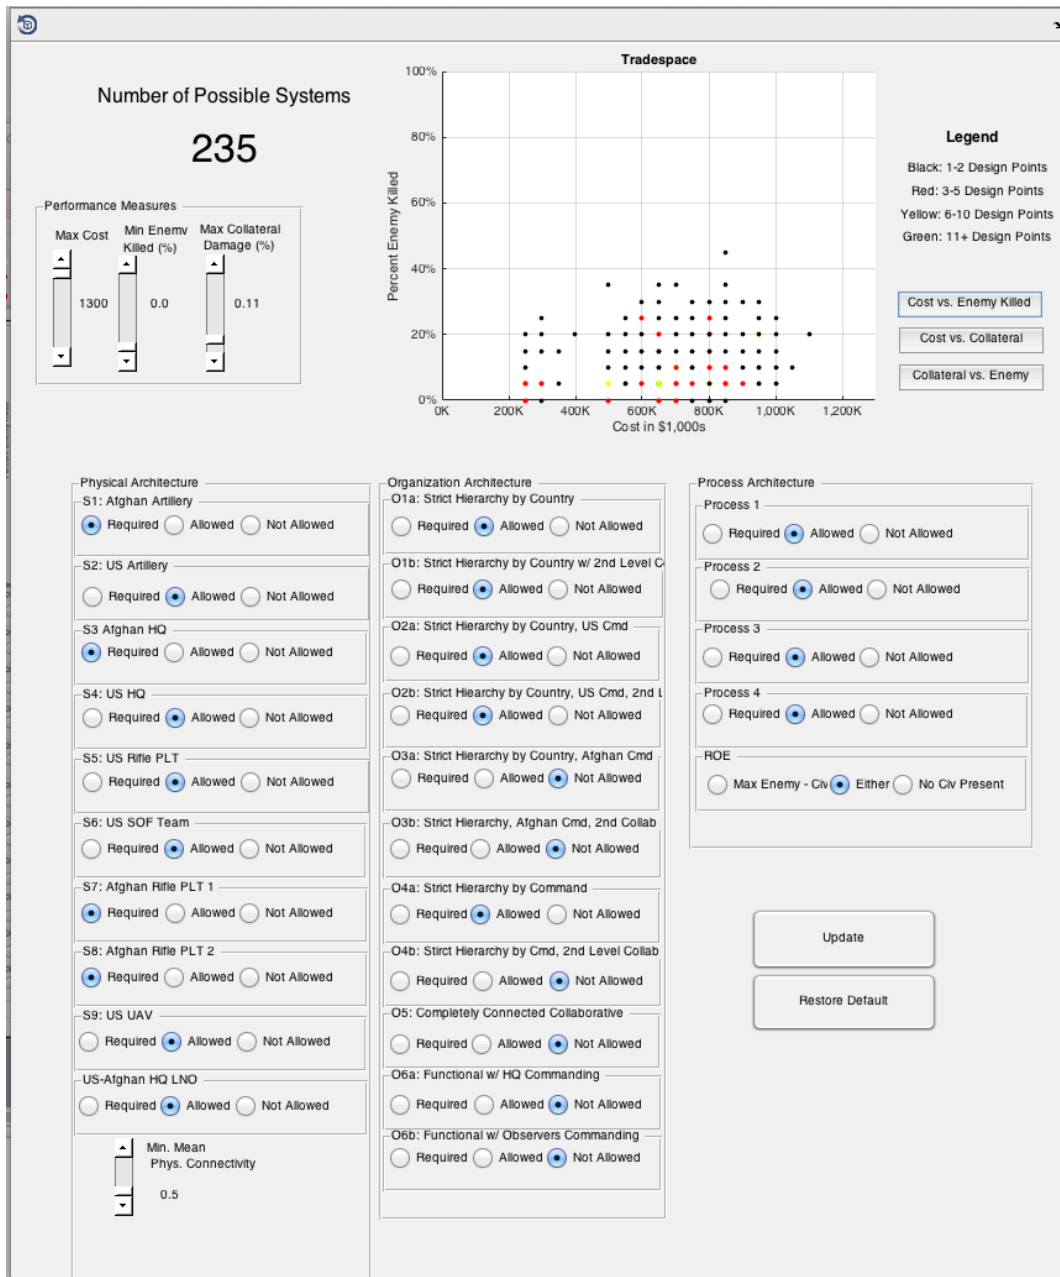 Number of Possible Systems
235
Performance Measures
Max Cost
Min Enemy Killed (%)
Max Collateral Damage (%)
1300
0.0
0.11
Tradespace
Percent Enemy Killed
100%
80%
60%
40%
20%
0%
0K
200K
400K
600K
800K
1,000K
1,200K
Cost in $1,000s
Legend
Black: 1-2 Design Points
Red: 3-5 Design Points
Yellow: 6-10 Design Points
Green: 11+ Design Points
Cost vs. Enemy Killed
Cost vs. Collateral
Collateral vs. Enemy
Physical Architecture
S1: Afghan Artillery
Required Allowed Not Allowed
S2: US Artillery
Required Allowed Not Allowed
S3 Afghan HQ
Required Allowed Not Allowed
S4: US HQ
Required Allowed Not Allowed
S5: US Rifle PLT
Required Allowed Not Allowed
S6: US SOF Team
Required Allowed Not Allowed
S7: Afghan Rifle PLT 1
Required Allowed Not Allowed
S8: Afghan Rifle PLT 2
Required Allowed Not Allowed
S9: US UAV
Required Allowed Not Allowed
US-Afghan HQ LNO
Required Allowed Not Allowed
Min. Mean
Phys. Connectivity
0.5
Organization Architecture
O1a: Strict Hierarchy by Country
Required Allowed Not Allowed
O1b: Strict Hierarchy by Country w/ 2nd Level C
Required Allowed Not Allowed
O2a: Strict Hierarchy by Country, US Cmd
Required Allowed Not Allowed
O2b: Strict Hiearchy by Country, US Cmd, 2nd L
Required Allowed Not Allowed
O3a: Strict Hierarchy by Country, Afghan Cmd
Required Allowed Not Allowed
O3b: Strict Hierarchy, Afghan Cmd, 2nd Collab
Required Allowed Not Allowed
O4a: Strict Hierarchy by Command
Required Allowed Not Allowed
O4b: Stirct Hierarchy by Cmd, 2nd Level Collab
Required Allowed Not Allowed
O5: Completely Connected Collaborative
Required Allowed Not Allowed
O6a: Functional w/ HQ Commanding
Required Allowed Not Allowed
O6b: Functional w/ Observers Commanding
Required Allowed Not Allowed
Process Architecture
Process 1
Required Allowed Not Allowed
Process 2
Required Allowed Not Allowed
Process 3
Required Allowed Not Allowed
Process 4
Required Allowed Not Allowed
ROE
Max Enemy - Civ Either No Civ Present
Update
Restore Default